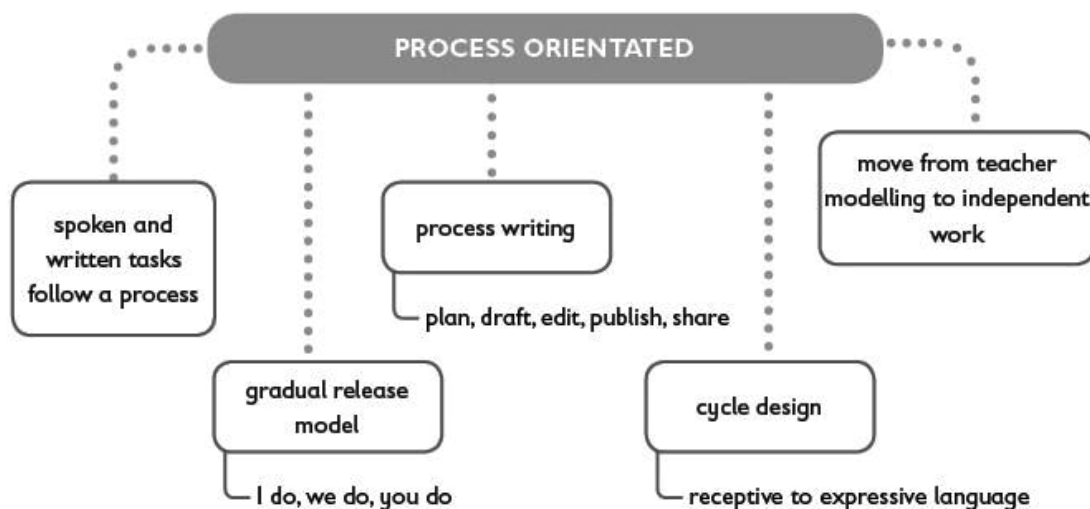 PROCESS ORIENTATED
spoken and
written tasks
follow a process
gradual release
model
I do, we do, you do
process writing
plan, draft, edit, publish, share
cycle design
receptive to expressive language
move from teacher
modelling to independent
work